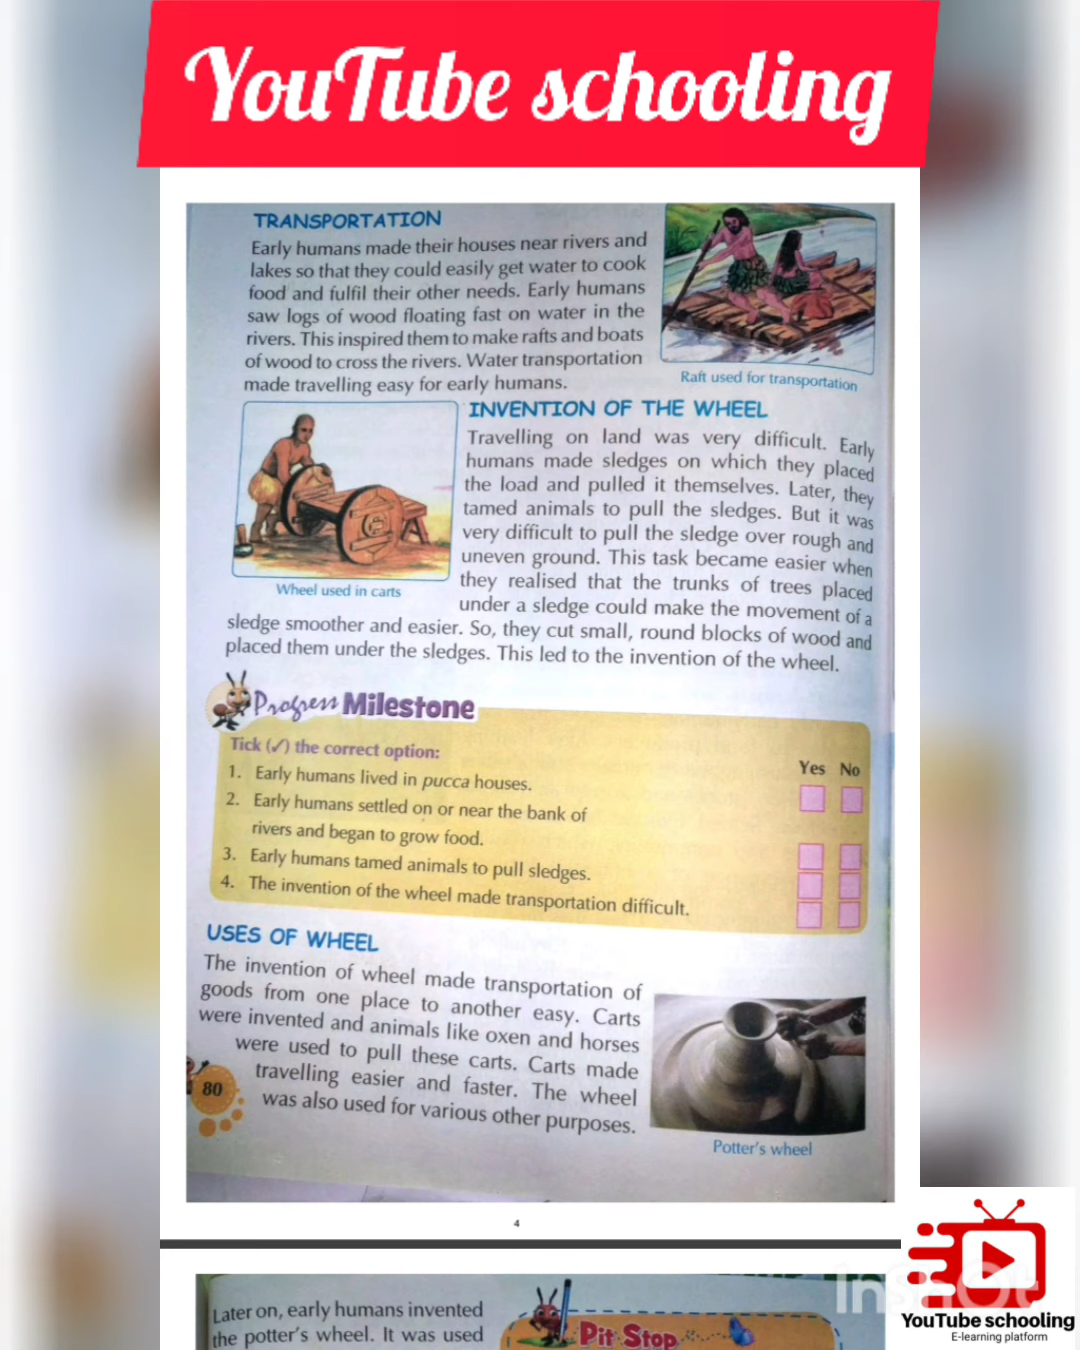 YouTube schooling
TRANSPORTATION
Early humans made their houses near rivers and
lakes so that they could easily get water to cook
food and fulfil their other needs. Early humans
saw logs of wood floating fast on water in the
rivers. This inspired them to make rafts and boats
of wood to cross the rivers. Water transportation
made travelling easy for early humans.
Raft used for transportation
INVENTION OF THE WHEEL
Travelling on land was very difficult. Early
humans made sledges on which they placed
the load and pulled it themselves. Later, they
tamed animals to pull the sledges. But it was
very difficult to pull the sledge over rough and
uneven ground. This task became easier when
they realised that the trunks of trees placed
under a sledge could make the movement of a
sledge smoother and easier. So, they cut small, round blocks of wood and
placed them under the sledges. This led to the invention of the wheel.
Wheel used in carts
Progress Milestone
Tick (✓) the correct option:
Yes No
1. Early humans lived in pucca houses.
2. Early humans settled on or near the bank of
rivers and began to grow food.
3. Early humans tamed animals to pull sledges.
4. The invention of the wheel made transportation difficult.
USES OF WHEEL
The invention of wheel made transportation of
goods from one place to another easy. Carts
were invented and animals like oxen and horses
were used to pull these carts. Carts made
travelling easier and faster. The wheel
was also used for various other purposes.
80
Potter's wheel
4
Later on, early humans invented
the potter's wheel. It was used
Pit Stop
InShOt
YouTube schooling
E-learning platform